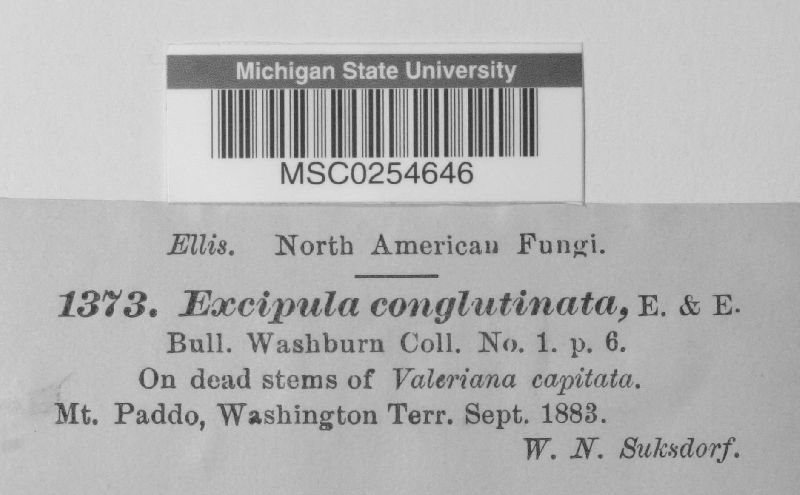 Michigan State University
MSC0254646
Ellis. North American Fungi.
1373. Excipula conglutinata, E. & E.
Bull. Washburn Coll. No. 1. p. 6.
On dead stems of Valeriana capitata.
Mt. Paddo, Washington Terr. Sept. 1883.
W. N. Suksdorf.